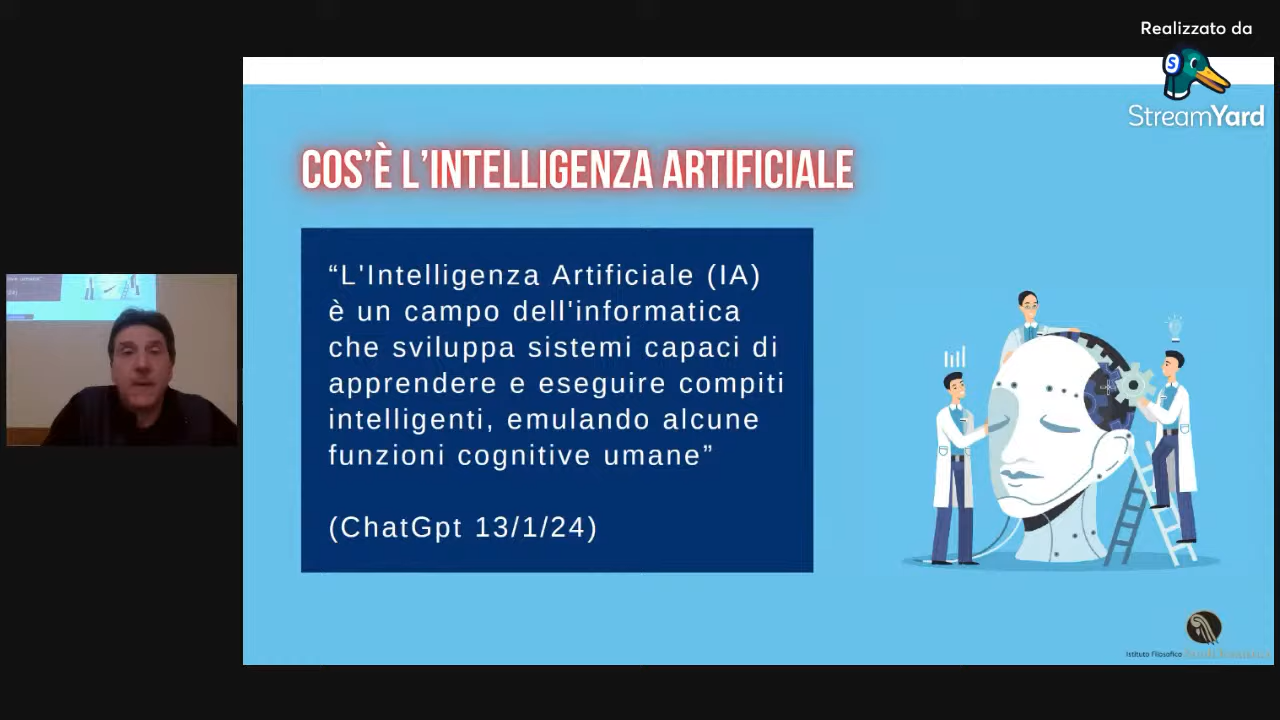 Realizzato da
StreamYard
COS'È L'INTELLIGENZA ARTIFICIALE
“L'Intelligenza Artificiale (IA)
è un campo dell'informatica
che sviluppa sistemi capaci di
apprendere e eseguire compiti
intelligenti, emulando alcune
funzioni cognitive umane”
(ChatGpt 13/1/24)
Istituto Filosofico